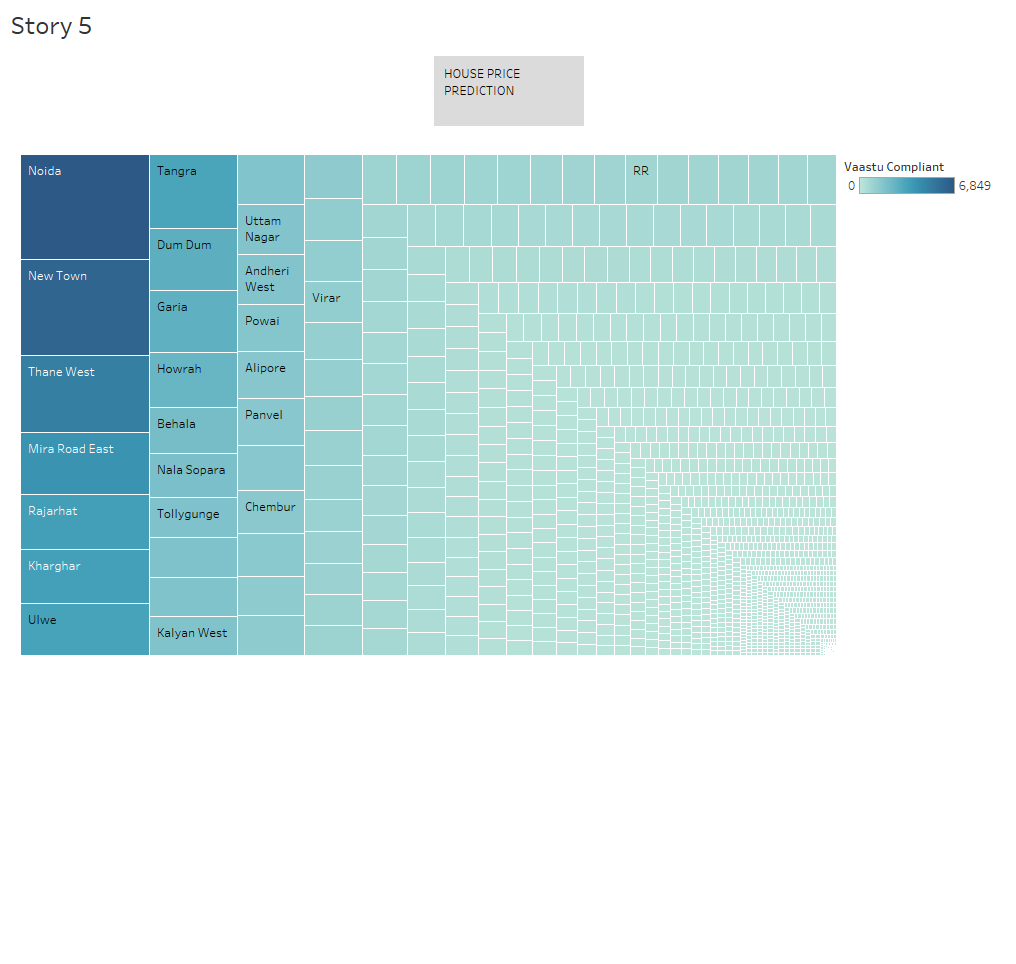 Story 5
HOUSE PRICE
PREDICTION
Vaastu Compliant
0
6,849
Noida
New Town
Thane West
Mira Road East
Rajarhat
Kharghar
Ulwe
Tangra
Dum Dum
Garia
Howrah
Behala
Nala Sopara
Tollygunge
Kalyan West
Uttam
Nagar
Andheri
West
Powai
Alipore
Panvel
Chembur
Virar
RR